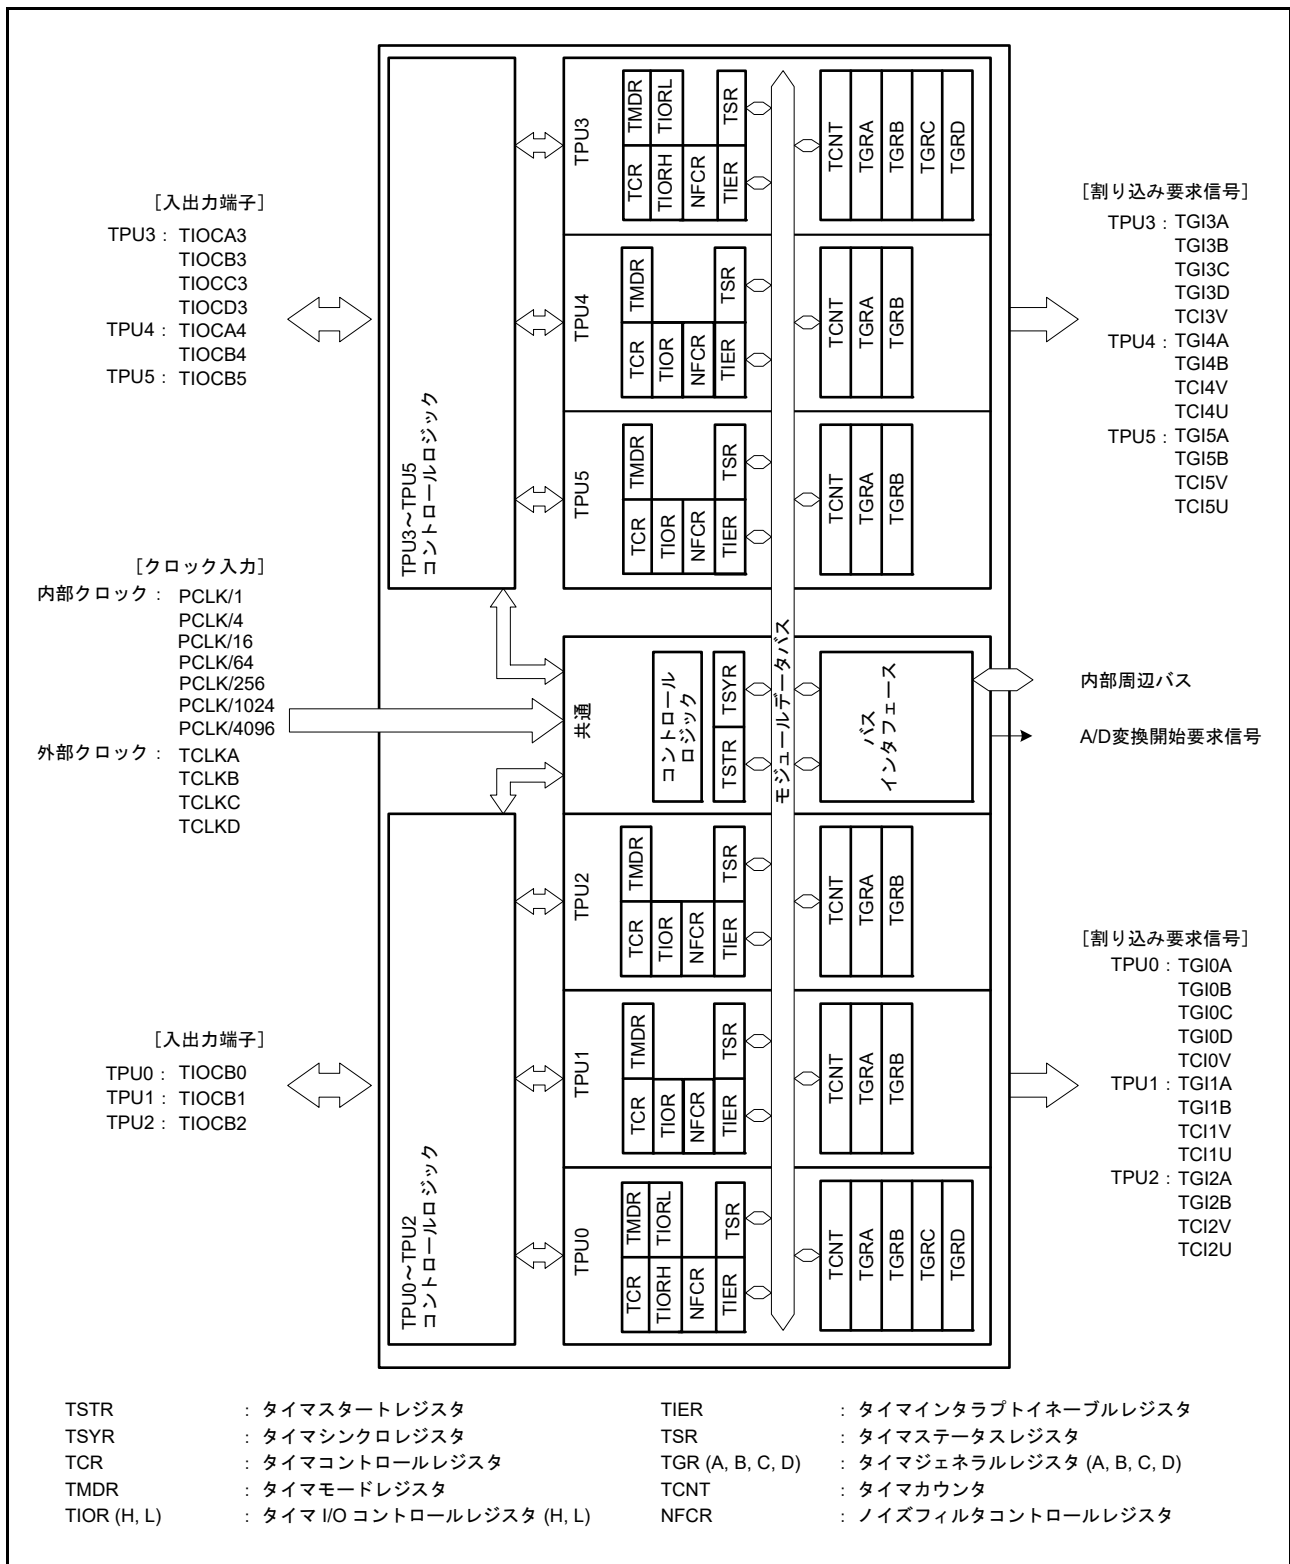 [入出力端子]
TPU3 : TIOCA3
TIOCB3
TIOCC3
TIOCD3
TPU4 : TIOCA4
TIOCB4
TPU5 : TIOCB5
[クロック入力]
内部クロック : PCLK/1
PCLK/4
PCLK/16
PCLK/64
PCLK/256
PCLK/1024
PCLK/4096
外部クロック : TCLKA
TCLKB
TCLKC
TCLKD
[入出力端子]
TPU0 : TIOCB0
TPU1 : TIOCB1
TPU2 : TIOCB2
TPU3～TPU5
コントロールロジック
TPU0～TPU2
コントロールロジック
TPU3
TCR TMDR
TIORH TIORL
NFCR
TIER TSR
TCNT
TGRA
TGRB
TGRC
TGRD
TPU4
TCR TMDR
TIOR
NFCR
TIER TSR
TCNT
TGRA
TGRB
TPU5
TCR TMDR
TIOR
NFCR
TIER TSR
TCNT
TGRA
TGRB
共通
コントロール
ロジック
TSTR TSYR
モジュールデータバス
バス
インタフェース
TPU2
TCR TMDR
TIOR
NFCR
TIER TSR
TCNT
TGRA
TGRB
TPU1
TCR TMDR
TIOR
NFCR
TIER TSR
TCNT
TGRA
TGRB
TPU0
TCR TMDR
TIORH TIORL
NFCR
TIER TSR
TCNT
TGRA
TGRB
TGRC
TGRD
[割り込み要求信号]
TPU3 : TGI3A
TGI3B
TGI3C
TGI3D
TCI3V
TPU4 : TGI4A
TGI4B
TCI4V
TCI4U
TPU5 : TGI5A
TGI5B
TCI5V
TCI5U
内部周辺バス
A/D変換開始要求信号
[割り込み要求信号]
TPU0 : TGI0A
TGI0B
TGI0C
TGI0D
TCI0V
TPU1 : TGI1A
TGI1B
TCI1V
TCI1U
TPU2 : TGI2A
TGI2B
TCI2V
TCI2U
TSTR : タイマスタートレジスタ
TSYR : タイマシンクロレジスタ
TCR : タイマコントロールレジスタ
TMDR : タイマモードレジスタ
TIOR (H, L) : タイマ I/O コントロールレジスタ (H, L)
TIER : タイマインタラプトイネーブルレジスタ
TSR : タイマステータスレジスタ
TGR (A, B, C, D) : タイマジェネラルレジスタ (A, B, C, D)
TCNT : タイマカウンタ
NFCR : ノイズフィルタコントロールレジスタ